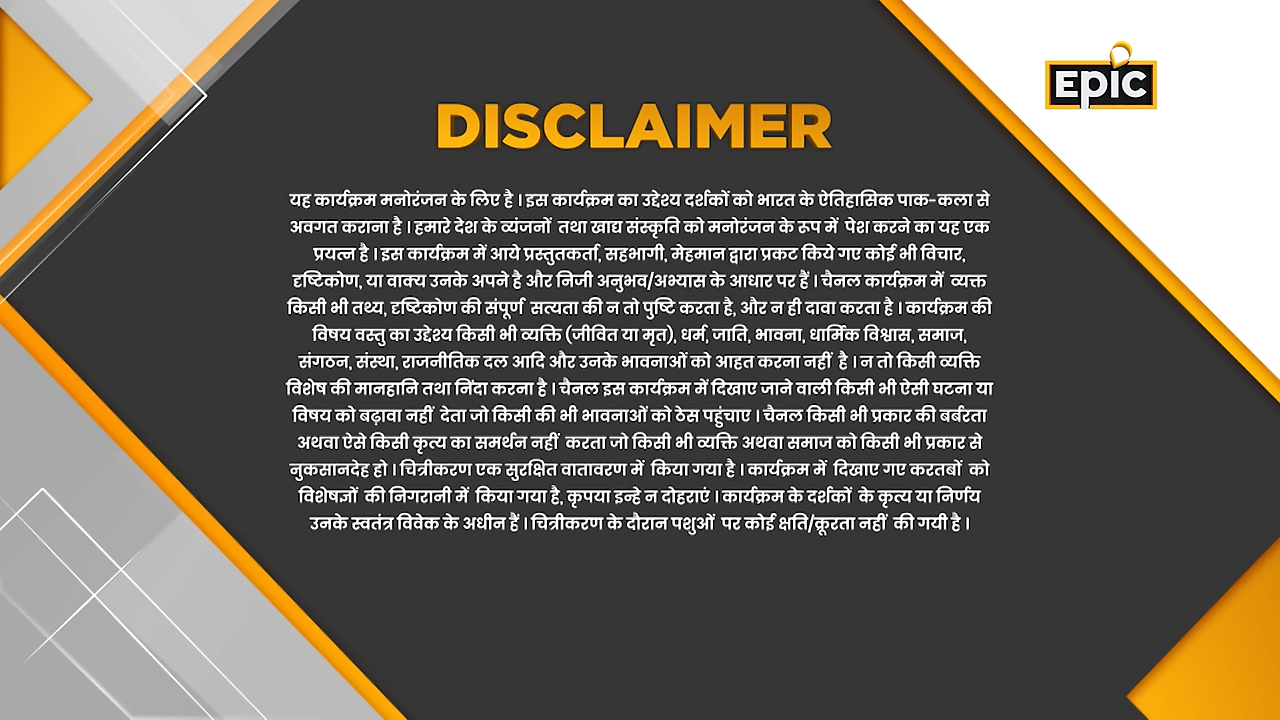 epic
DISCLAIMER
यह कार्यक्रम मनोरंजन के लिए है । इस कार्यक्रम का उद्देश्य दर्शकों को भारत के ऐतिहासिक पाक-कला से
अवगत कराना है । हमारे देश के व्यंजनों तथा खाद्य संस्कृति को मनोरंजन के रूप में पेश करने का यह एक
प्रयत्न है । इस कार्यक्रम में आये प्रस्तुतकर्ता, सहभागी, मेहमान द्वारा प्रकट किये गए कोई भी विचार,
दृष्टिकोण, या वाक्य उनके अपने है और निजी अनुभव/अभ्यास के आधार पर हैं । चैनल कार्यक्रम में व्यक्त
किसी भी तथ्य, दृष्टिकोण की संपूर्ण सत्यता की न तो पुष्टि करता है, और न ही दावा करता है । कार्यक्रम की
विषय वस्तु का उद्देश्य किसी भी व्यक्ति (जीवित या मृत), धर्म, जाति, भावना, धार्मिक विश्वास, समाज,
संगठन, संस्था, राजनीतिक दल आदि और उनके भावनाओं को आहत करना नहीं है । न तो किसी व्यक्ति
विशेष की मानहानि तथा निंदा करना है । चैनल इस कार्यक्रम में दिखाए जाने वाली किसी भी ऐसी घटना या
विषय को बढ़ावा नहीं देता जो किसी की भी भावनाओं को ठेस पहुंचाए । चैनल किसी भी प्रकार की बर्बरता
अथवा ऐसे किसी कृत्य का समर्थन नहीं करता जो किसी भी व्यक्ति अथवा समाज को किसी भी प्रकार से
नुकसानदेह हो । चित्रीकरण एक सुरक्षित वातावरण में किया गया है । कार्यक्रम में दिखाए गए करतबों को
विशेषज्ञों की निगरानी में किया गया है, कृपया इन्हे न दोहराएं । कार्यक्रम के दर्शकों के कृत्य या निर्णय
उनके स्वतंत्र विवेक के अधीन हैं । चित्रीकरण के दौरान पशुओं पर कोई क्षति/क्रूरता नहीं की गयी है ।